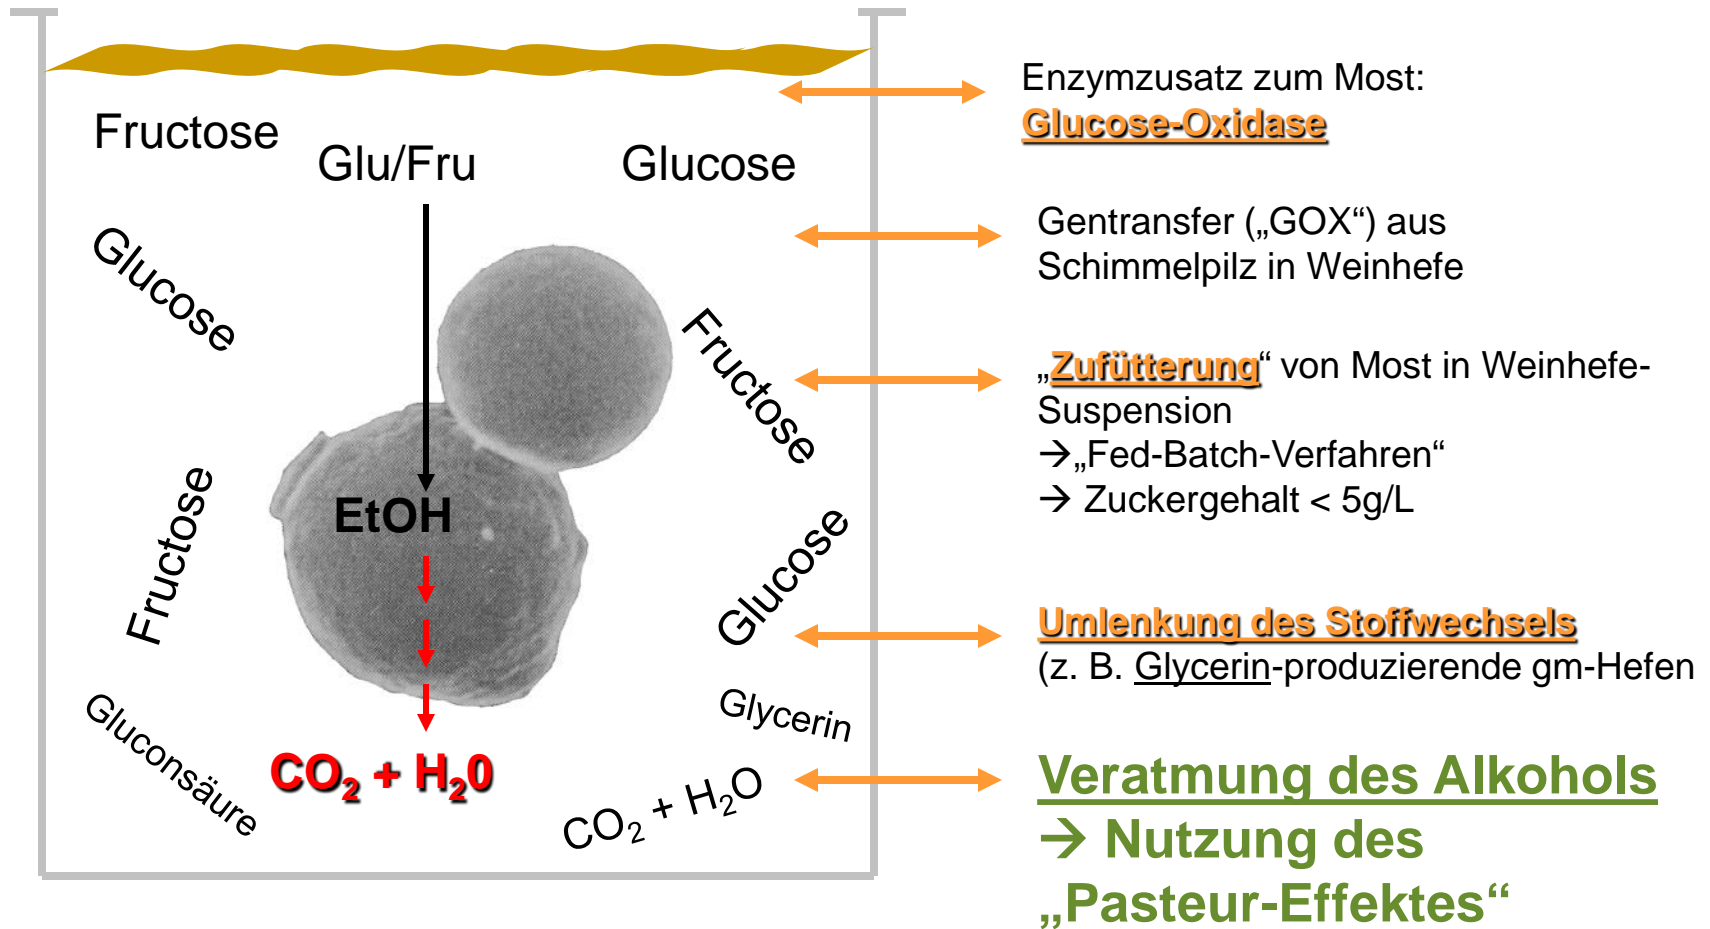 Fructose
Glu/Fru
Glucose
Glucose
Fructose
Fructose
EtOH
Glucose
Gluconsäure
Glycerin
CO₂ + H₂0
CO₂ + H₂O
Enzymzusatz zum Most:
Glucose-Oxidase
Gentransfer („GOX“) aus
Schimmelpilz in Weinhefe
„Zufütterung“ von Most in Weinhefe-
Suspension
→„Fed-Batch-Verfahren“
→ Zuckergehalt < 5g/L
Umlenkung des Stoffwechsels
(z. B. Glycerin-produzierende gm-Hefen
Veratmung des Alkohols
→ Nutzung des
„Pasteur-Effektes“